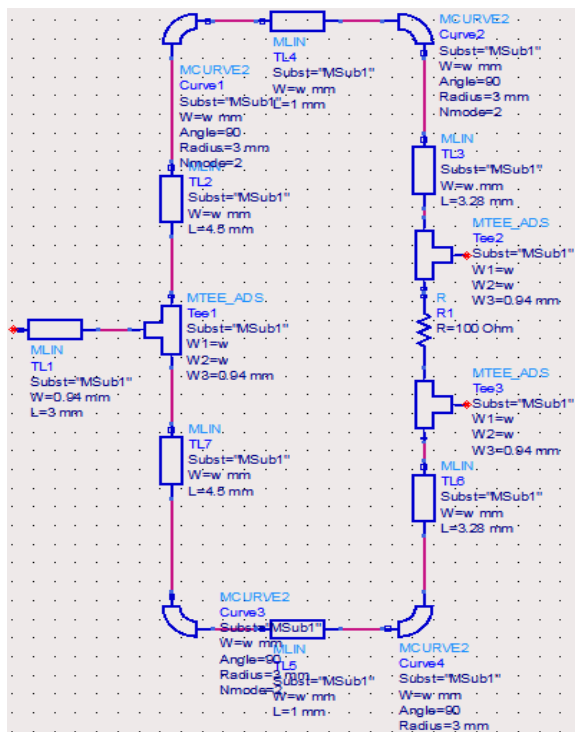 MCURVE2
Curve1
Subst="MSub1"
W=w mm
Angle=90
Radius=3 mm
Nmode=2
MLIN
TL4
Subst="MSub1"
W=w mm
L=1 mm
MCURVE2
Curve2
Subst="MSub1"
W=w mm
Angle=90
Radius=3 mm
Nmode=2
MLIN
TL2
Subst="MSub1"
W=w mm
L=4.5 mm
MLIN
TL3
Subst="MSub1"
W=w mm
L=3.28 mm
MTEE_ADS
Tee2
Subst="MSub1"
W1=w
W2=w
W3=0.94 mm
MTEE_ADS
Tee1
Subst="MSub1"
W1=w
W2=w
W3=0.94 mm
R
R1
R=100 Ohm
MLIN
TL1
Subst="MSub1"
W=0.94 mm
L=3 mm
MTEE_ADS
Tee3
Subst="MSub1"
W1=w
W2=w
W3=0.94 mm
MLIN
TL7
Subst="MSub1"
W=w mm
L=4.5 mm
MLIN
TL6
Subst="MSub1"
W=w mm
L=3.28 mm
MCURVE2
Curve3
Subst="MSub1"
W=w mm
Angle=90
Radius=3 mm
Nmode=2
MLIN
TL5
Subst="MSub1"
W=w mm
L=1 mm
MCURVE2
Curve4
Subst="MSub1"
W=w mm
Angle=90
Radius=3 mm